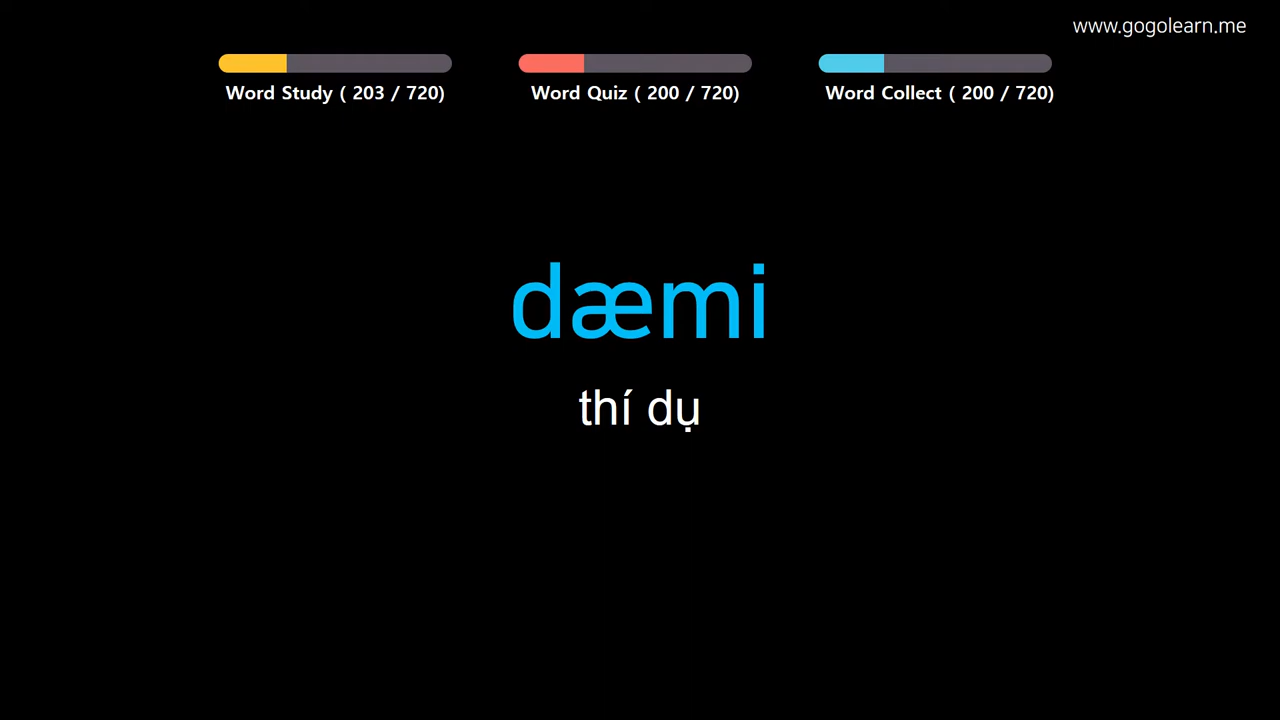 www.gogolearn.me
Word Study ( 203 / 720)
Word Quiz ( 200 / 720)
Word Collect ( 200 / 720)
dæmi
thí dụ